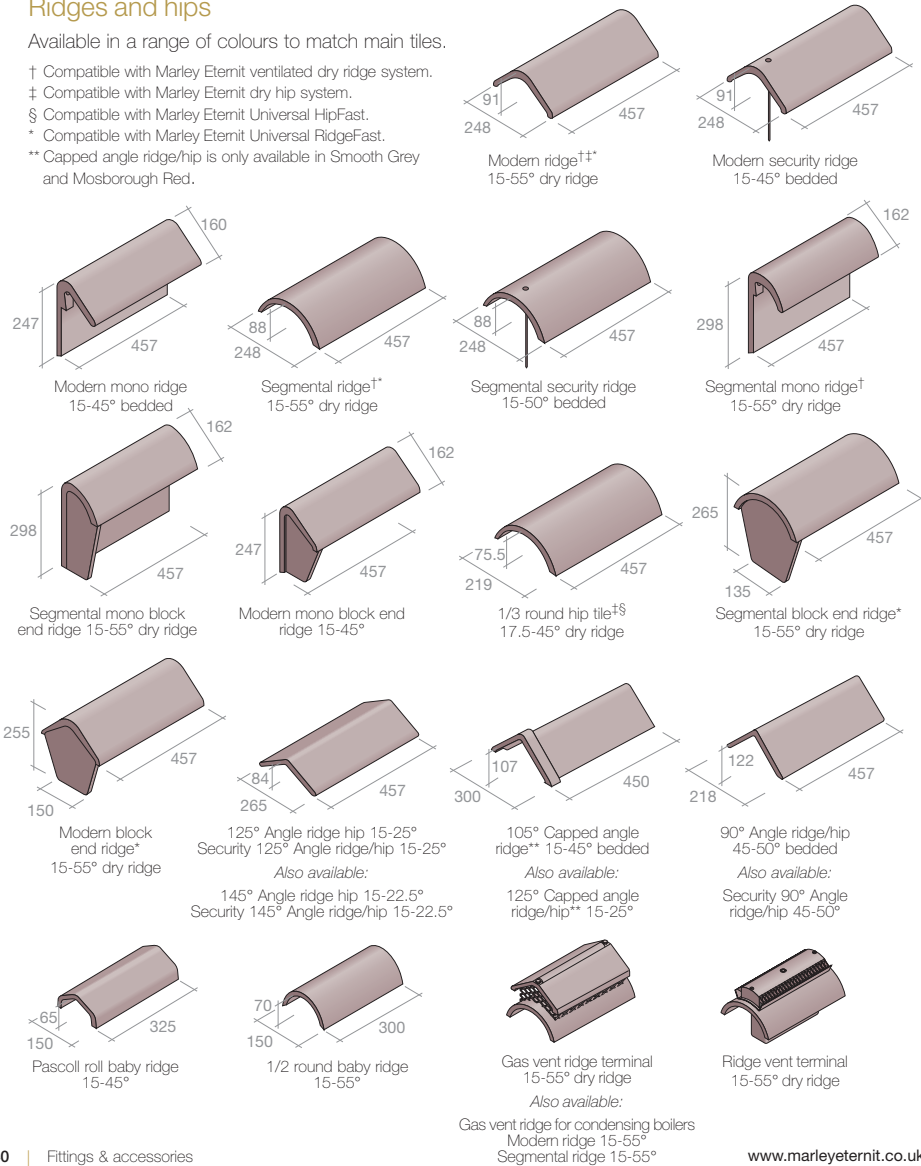 Ridges and hips
Available in a range of colours to match main tiles.
† Compatible with Marley Eternit ventilated dry ridge system.
‡ Compatible with Marley Eternit dry hip system.
§ Compatible with Marley Eternit Universal HipFast.
* Compatible with Marley Eternit Universal RidgeFast.
** Capped angle ridge/hip is only available in Smooth Grey
and Mosborough Red.
91
248
457
Modern ridge†‡*
15-55° dry ridge
91
248
457
Modern security ridge
15-45° bedded
160
247
457
Modern mono ridge
15-45° bedded
88
248
457
Segmental ridge†*
15-55° dry ridge
88
248
457
Segmental security ridge
15-50° bedded
162
298
457
Segmental mono ridge†
15-55° dry ridge
162
298
457
Segmental mono block
end ridge 15-55° dry ridge
162
247
457
Modern mono block end
ridge 15-45°
75.5
219
457
1/3 round hip tile‡§
17.5-45° dry ridge
265
135
457
Segmental block end ridge*
15-55° dry ridge
255
150
457
Modern block
end ridge*
15-55° dry ridge
84
265
457
125° Angle ridge hip 15-25°
Security 125° Angle ridge/hip 15-25°
Also available:
145° Angle ridge hip 15-22.5°
Security 145° Angle ridge/hip 15-22.5°
107
300
450
105° Capped angle
ridge** 15-45° bedded
Also available:
125° Capped angle
ridge/hip** 15-25°
122
218
457
90° Angle ridge/hip
45-50° bedded
Also available:
Security 90° Angle
ridge/hip 45-50°
65
150
325
Pascoll roll baby ridge
15-45°
70
150
300
1/2 round baby ridge
15-55°
Gas vent ridge terminal
15-55° dry ridge
Also available:
Gas vent ridge for condensing boilers
Modern ridge 15-55°
Segmental ridge 15-55°
Ridge vent terminal
15-55° dry ridge
0 | Fittings & accessories
www.marleyeternit.co.uk